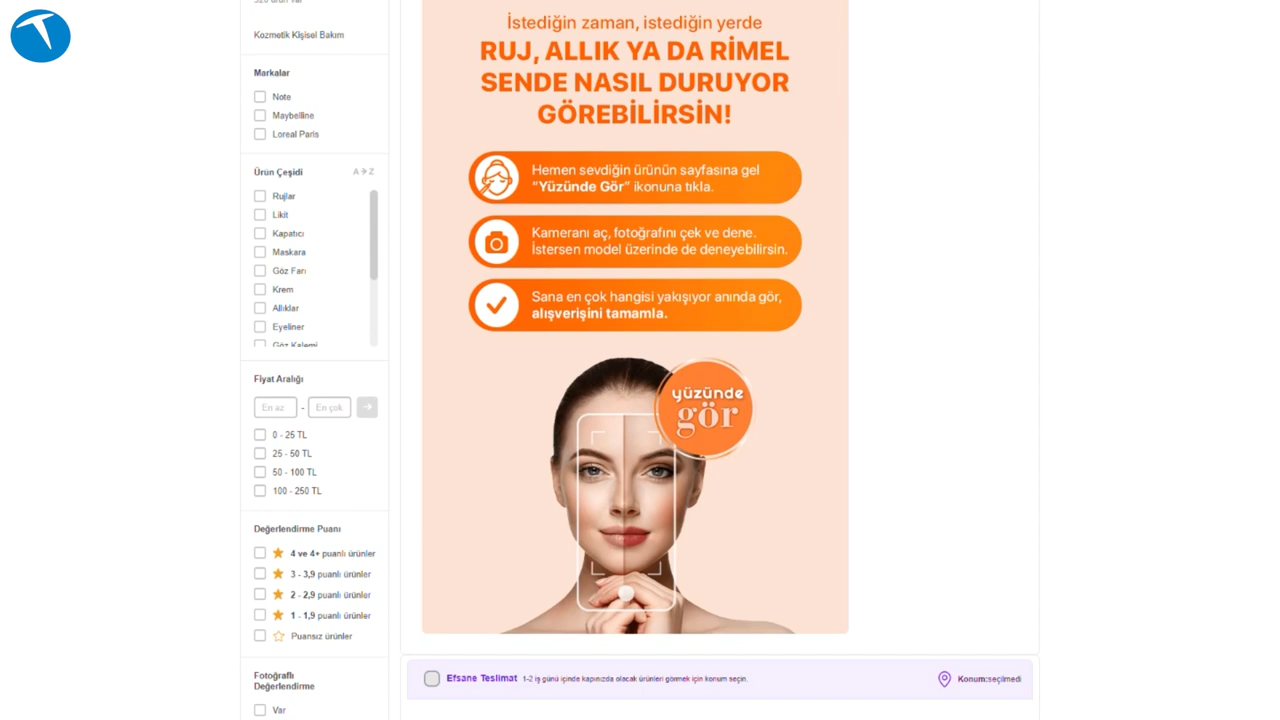 Kozmetik Kişisel Bakım
Markalar
Note
Maybelline
Loreal Paris
Ürün Çeşidi A→Z
Rujlar
Likit
Kapatıcı
Maskara
Göz Farı
Krem
Allıklar
Eyeliner
Göz Kalemi
Fiyat Aralığı
En az - En çok
0 - 25 TL
25 - 50 TL
50 - 100 TL
100 - 250 TL
Değerlendirme Puanı
4 ve 4+ puanlı ürünler
3 - 3,9 puanlı ürünler
2 - 2,9 puanlı ürünler
1 - 1,9 puanlı ürünler
Puansız ürünler
Fotoğraflı
Değerlendirme
Var
İstediğin zaman, istediğin yerde
RUJ, ALLIK YA DA RİMEL
SENDE NASIL DURUYOR
GÖREBİLİRSİN!
Hemen sevdiğin ürünün sayfasına gel
“Yüzünde Gör” ikonuna tıkla.
Kameranı aç, fotoğrafını çek ve dene.
İstersen model üzerinde de deneyebilirsin.
Sana en çok hangisi yakışıyor anında gör,
alışverişini tamamla.
yüzünde
gör
Efsane Teslimat 1-2 iş günü içinde kapınızda olacak ürünleri görmek için konum seçin.
Konum:seçilmedi